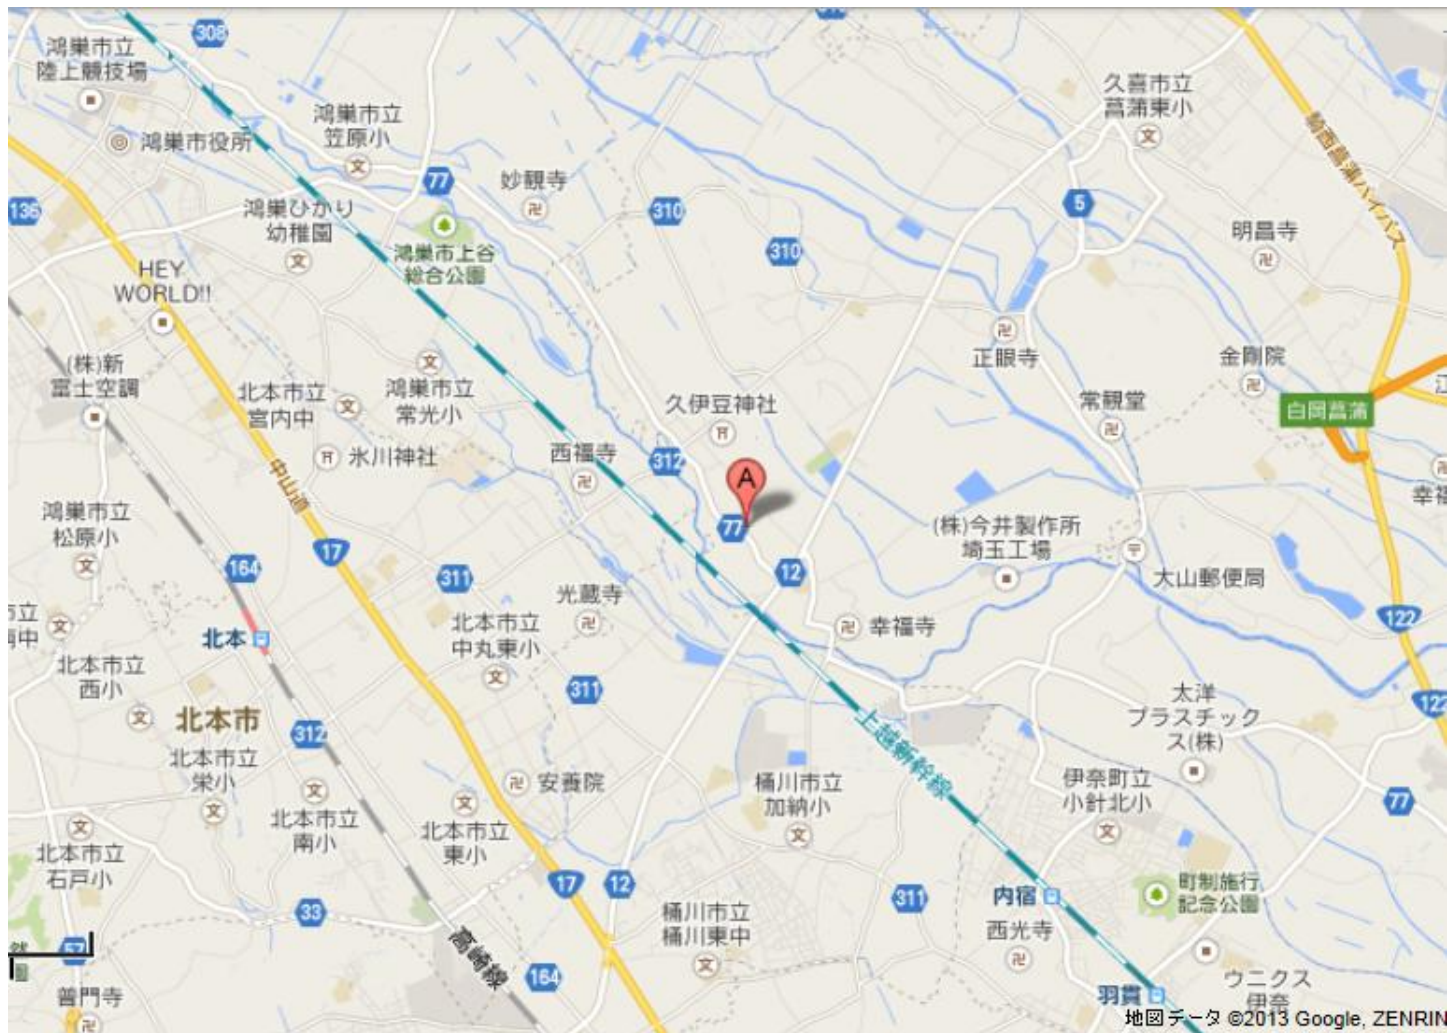 308
鴻巣市立
陸上競技場
鴻巣市立
笠原小
久喜市立
菖蒲東小
鴻巣市役所
騎西菖蒲バイパス
77
妙観寺
136
310
5
鴻巣ひかり
幼稚園
明昌寺
鴻巣市上谷
総合公園
310
HEY
WORLD!!
正眼寺
金剛院
(株)新
富士空調
北本市立
宮内中
鴻巣市立
常光小
久伊豆神社
常観堂
白岡菖蒲
氷川神社
西福寺
312
A
中山道
鴻巣市立
松原小
77
(株)今井製作所
埼玉工場
17
164
311
12
大山郵便局
光蔵寺
北本市立
中丸東小
幸福寺
122
北本
北本市立
西小
311
太洋
プラスチック
ス(株)
北本市
312
上越新幹線
北本市立
栄小
安養院
桶川市立
加納小
伊奈町立
小針北小
77
北本市立
南小
北本市立
東小
北本市立
石戸小
17
12
311
内宿
町制施行
記念公園
33
桶川市立
桶川東中
西光寺
57
高崎線
164
ウニクス
伊奈
普門寺
羽貫
地図データ ©2013 Google, ZENRIN